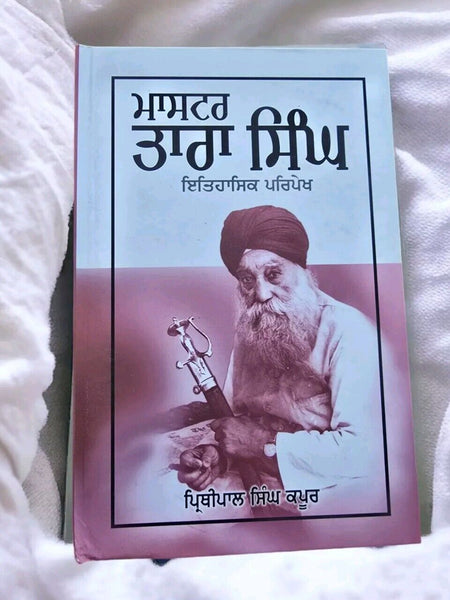 ਮਾਸਟਰ
ਤਾਰਾ ਸਿੰਘ
ਇਤਿਹਾਸਿਕ ਪਰਿਪੇਖ
ਪ੍ਰਿਥੀਪਾਲ ਸਿੰਘ ਕਪੂਰ